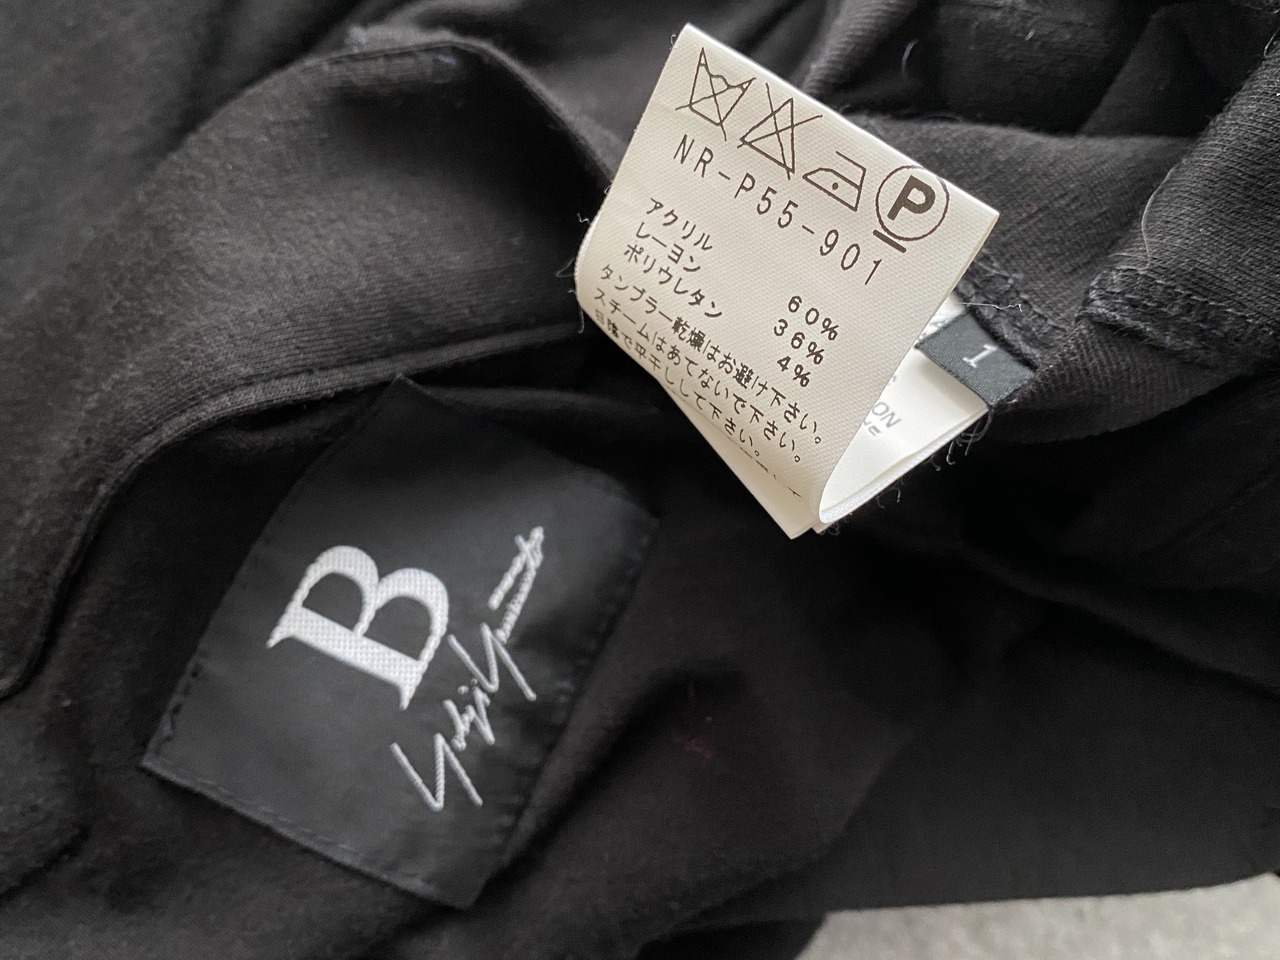 P
NR-P55-901
アクリル 60%
レーヨン 36%
ポリウレタン 4%
タンブラー乾燥はお避け下さい。
スチームはあてないで下さい。
日陰で平干しして下さい。
1
ON
B
Yohji Yamamoto